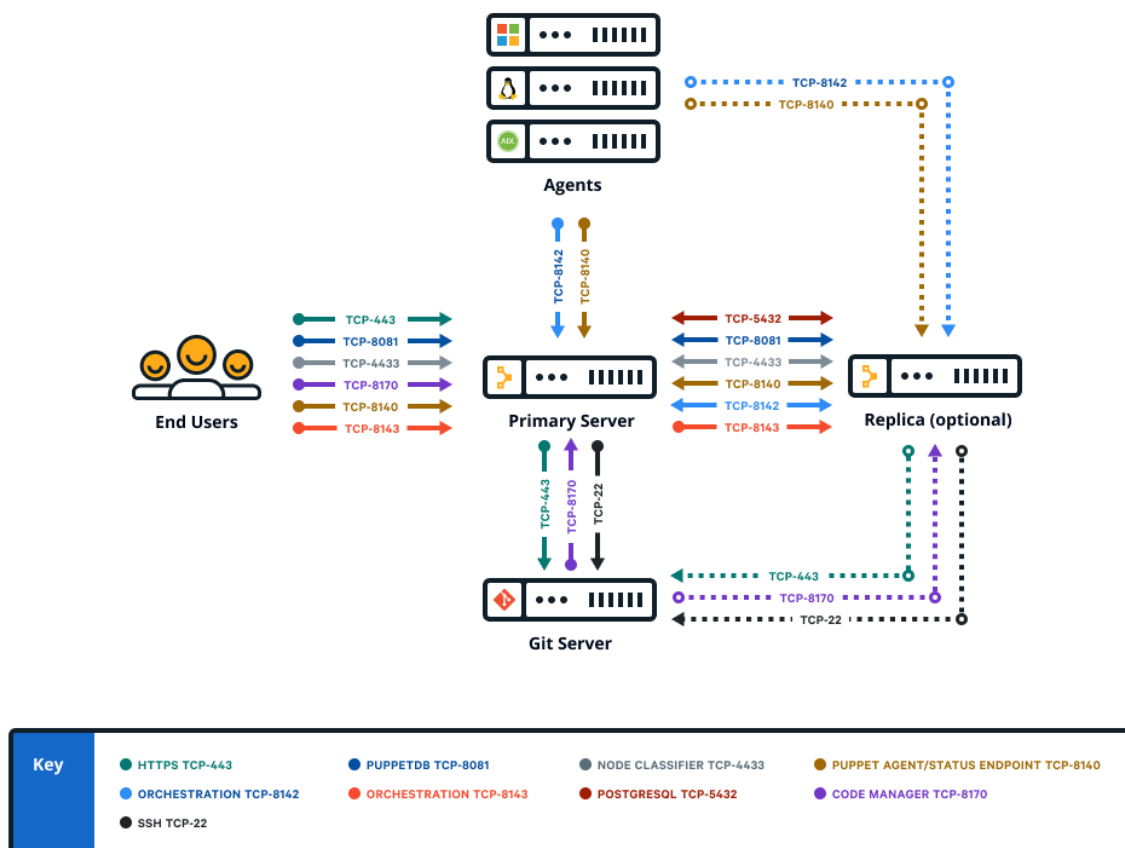 AIX
Agents
TCP-8142
TCP-8140
TCP-8142
TCP-8140
TCP-443
TCP-8081
TCP-4433
TCP-8170
TCP-8140
TCP-8143
End Users
Primary Server
TCP-5432
TCP-8081
TCP-4433
TCP-8140
TCP-8142
TCP-8143
Replica (optional)
TCP-443
TCP-8170
TCP-22
TCP-443
TCP-8170
TCP-22
Git Server
Key
HTTPS TCP-443
PUPPETDB TCP-8081
NODE CLASSIFIER TCP-4433
PUPPET AGENT/STATUS ENDPOINT TCP-8140
ORCHESTRATION TCP-8142
ORCHESTRATION TCP-8143
POSTGRESQL TCP-5432
CODE MANAGER TCP-8170
SSH TCP-22